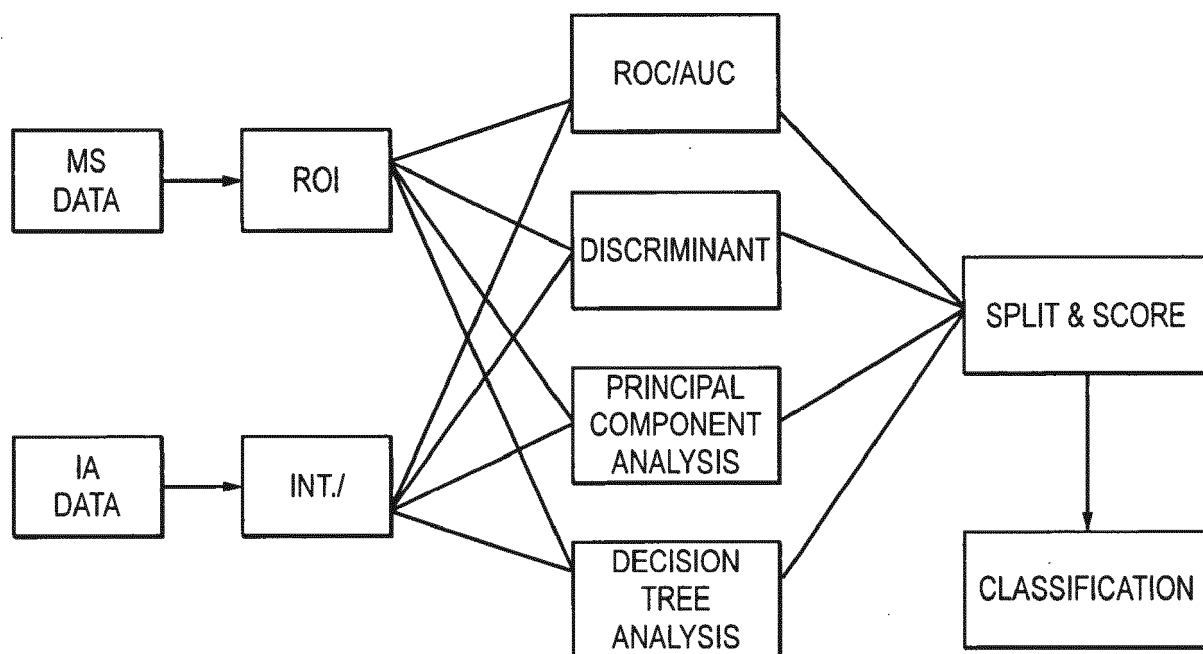 MS
DATA
ROI
IA
DATA
INT./
ROC/AUC
DISCRIMINANT
PRINCIPAL
COMPONENT
ANALYSIS
DECISION
TREE
ANALYSIS
SPLIT & SCORE
CLASSIFICATION